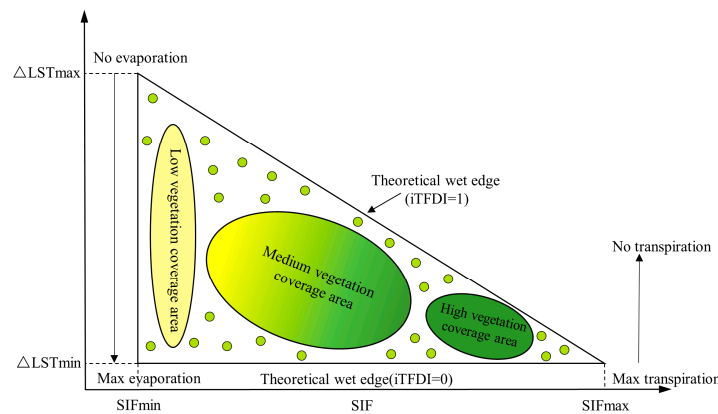 No evaporation
△LSTmax
Low vegetation coverage area
Theoretical wet edge
(iTFDI=1)
No transpiration
Medium vegetation
coverage area
High vegetation
coverage area
△LSTmin
Max evaporation
Theoretical wet edge(iTFDI=0)
Max transpiration
SIFmin
SIF
SIFmax